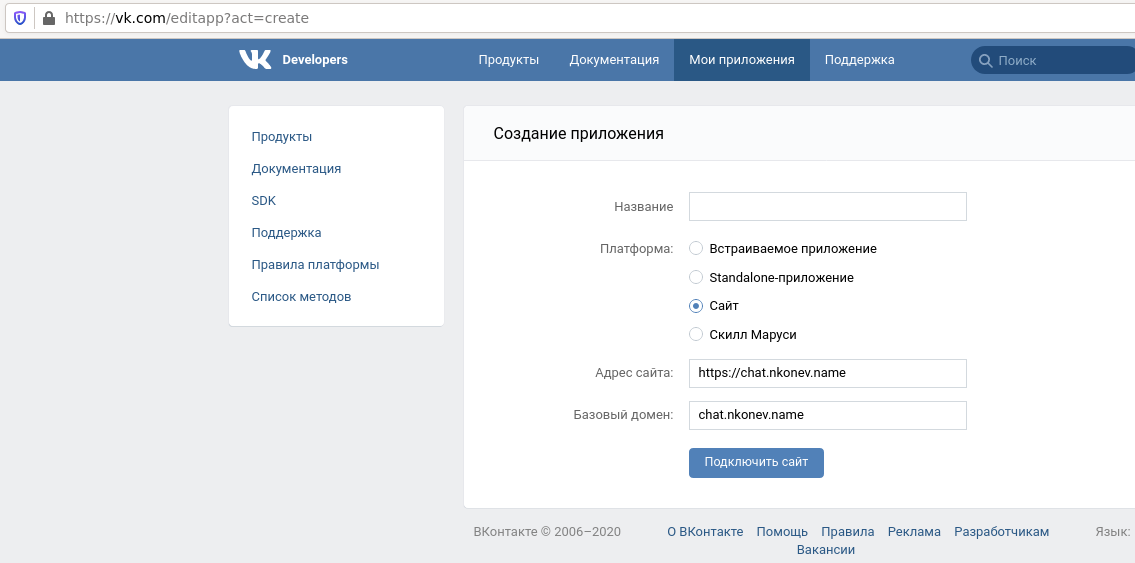 https://vk.com/editapp?act=create
VK Developers Продукты Документация Мои приложения Поддержка Поиск
Продукты
Документация
SDK
Поддержка
Правила платформы
Список методов
Создание приложения
Название
Платформа: Встраиваемое приложение
Standalone-приложение
Сайт
Скилл Маруси
Адрес сайта: https://chat.nkonev.name
Базовый домен: chat.nkonev.name
Подключить сайт
ВКонтакте © 2006–2020 О ВКонтакте Помощь Правила Реклама Разработчикам Язык:
Вакансии